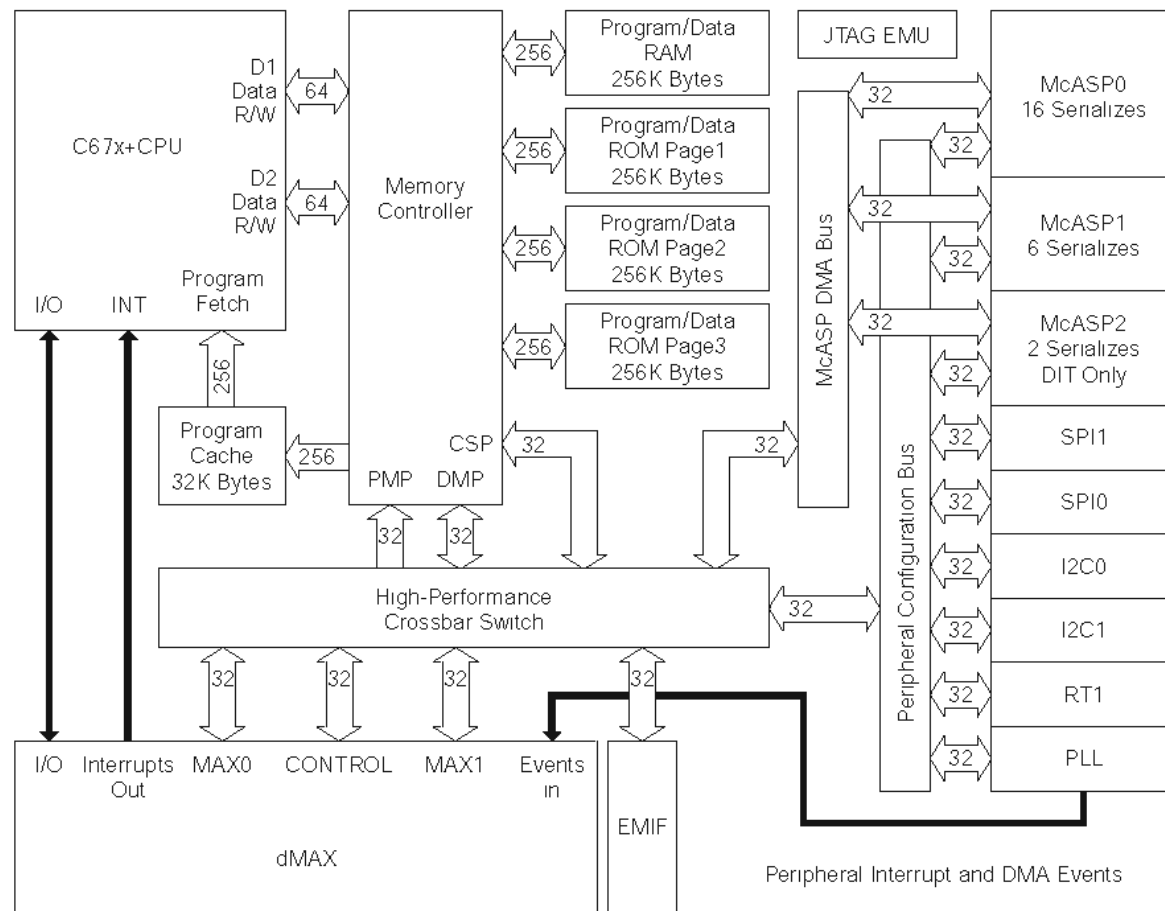 Program/Data
RAM
256K Bytes
JTAG EMU
D1
Data
R/W
64
256
McASP0
16 Serializes
32
32
C67x+CPU
Program/Data
ROM Page1
256K Bytes
256
D2
Data
R/W
64
Memory
Controller
McASP1
6 Serializes
32
32
Program/Data
ROM Page2
256K Bytes
256
McASP DMA Bus
I/O
INT
Program
Fetch
Program/Data
ROM Page3
256K Bytes
256
McASP2
2 Serializes
DIT Only
32
32
256
Program
Cache
32K Bytes
256
CSP
32
32
PMP
DMP
32
32
SPI1
32
SPI0
32
Peripheral Configuration Bus
I2C0
32
High-Performance
Crossbar Switch
32
I2C1
32
32
32
32
32
RT1
32
I/O
Interrupts
Out
MAX0
CONTROL
MAX1
Events
in
PLL
32
EMIF
dMAX
Peripheral Interrupt and DMA Events